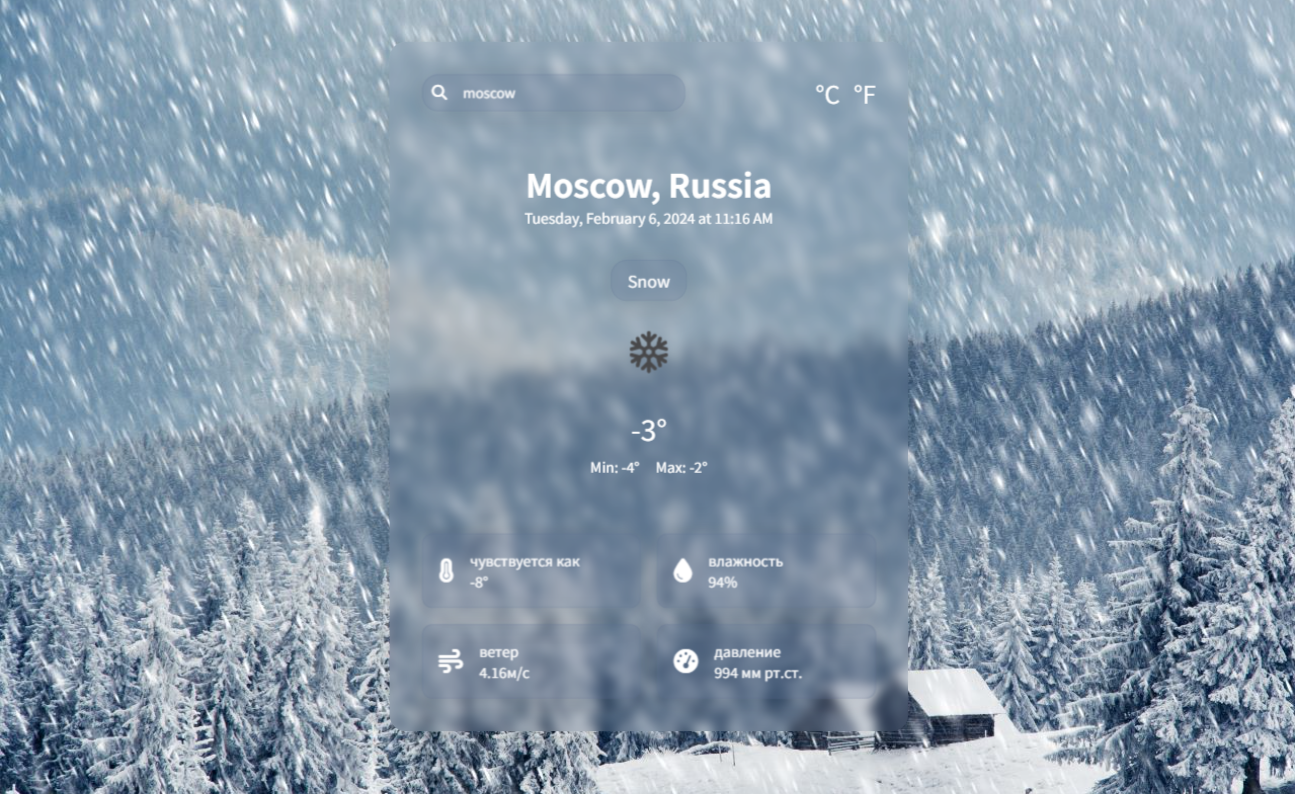 moscow
°C °F
Moscow, Russia
Tuesday, February 6, 2024 at 11:16 AM
Snow
-3°
Min: -4° Max: -2°
чувствуется как
-8°
влажность
94%
ветер
4.16м/с
давление
994 мм рт.ст.